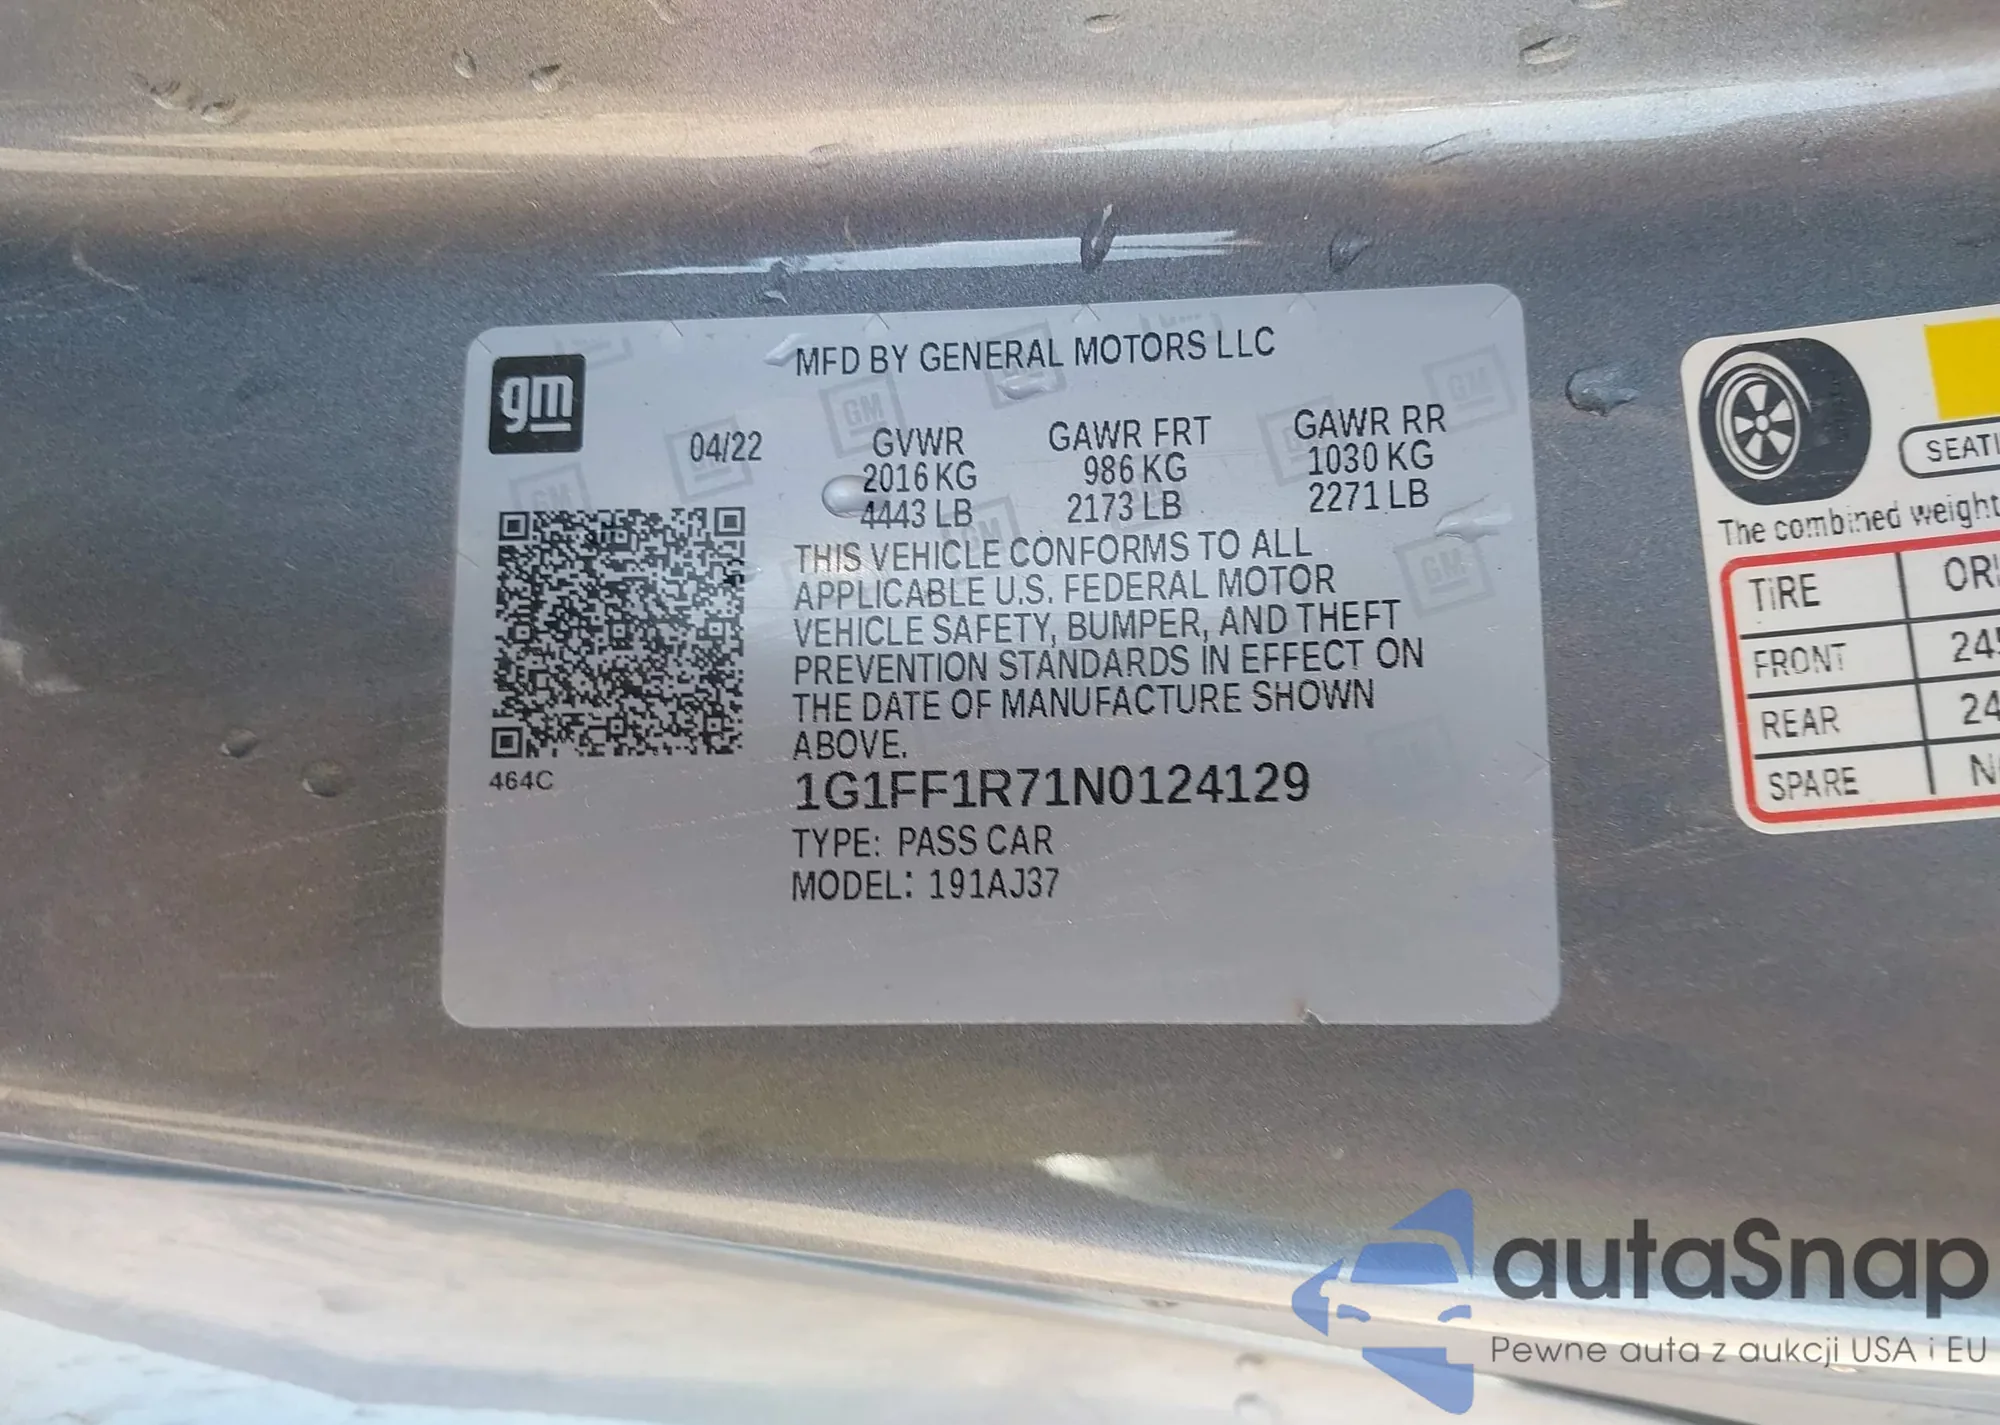 gm
MFD BY GENERAL MOTORS LLC
04/22
GVWR
2016 KG
4443 LB
GAWR FRT
986 KG
2173 LB
GAWR RR
1030 KG
2271 LB
THIS VEHICLE CONFORMS TO ALL
APPLICABLE U.S. FEDERAL MOTOR
VEHICLE SAFETY, BUMPER, AND THEFT
PREVENTION STANDARDS IN EFFECT ON
THE DATE OF MANUFACTURE SHOWN
ABOVE.
464C
1G1FF1R71N0124129
TYPE: PASS CAR
MODEL: 191AJ37
The combined weight
TIRE
FRONT
REAR
SPARE
autaSnap
Pewne auta z aukcji USA i EU